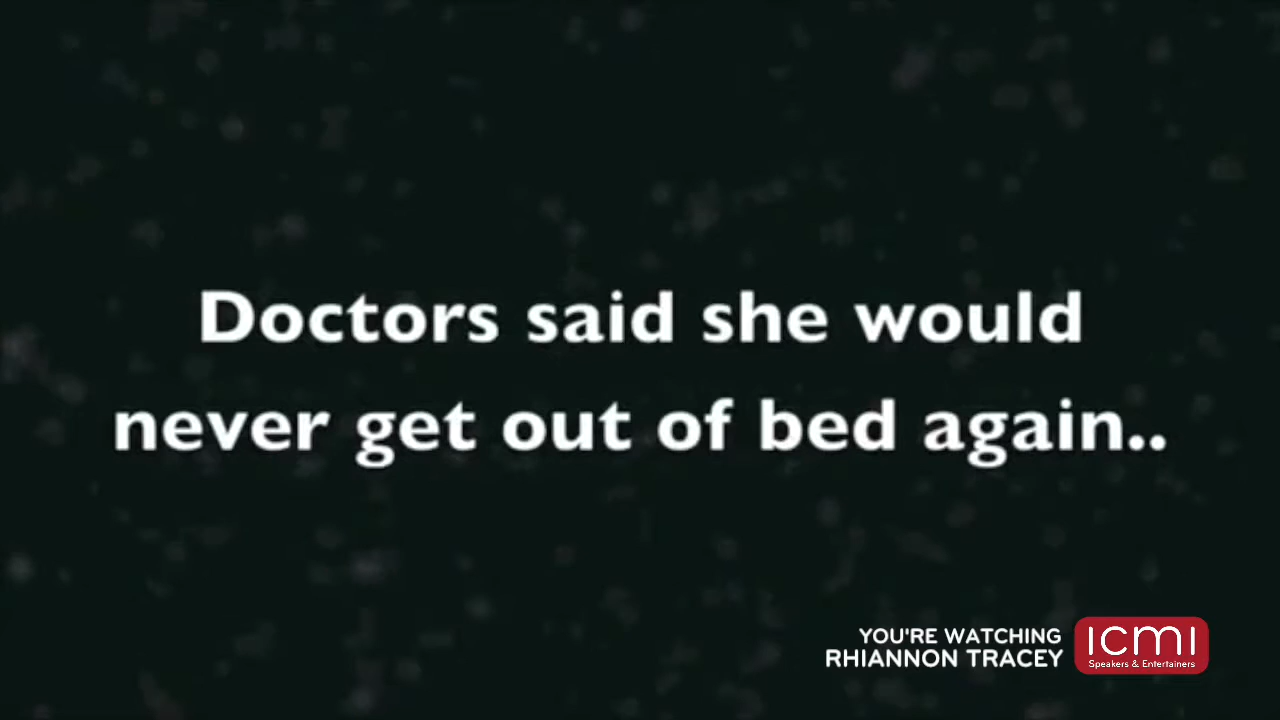 Doctors said she would
never get out of bed again..
YOU'RE WATCHING
RHIANNON TRACEY
ICMI
Speakers & Entertainers